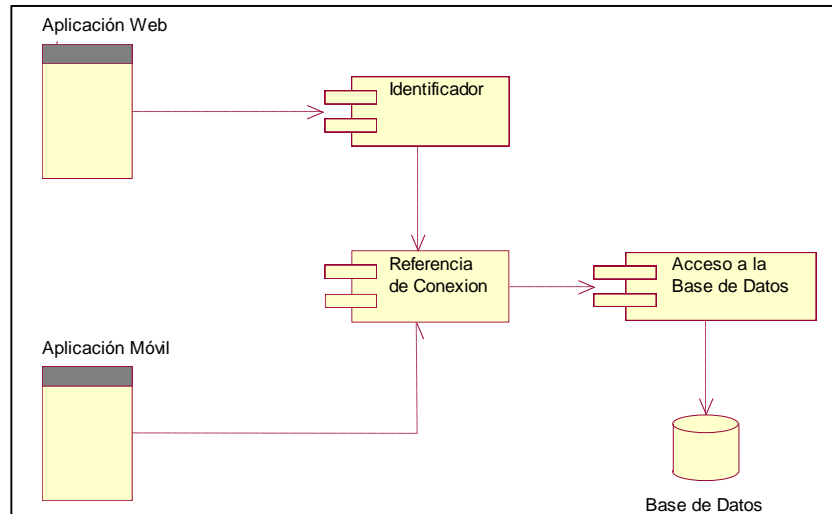 Aplicación Web
Identificador
Referencia
de Conexion
Acceso a la
Base de Datos
Aplicación Móvil
Base de Datos